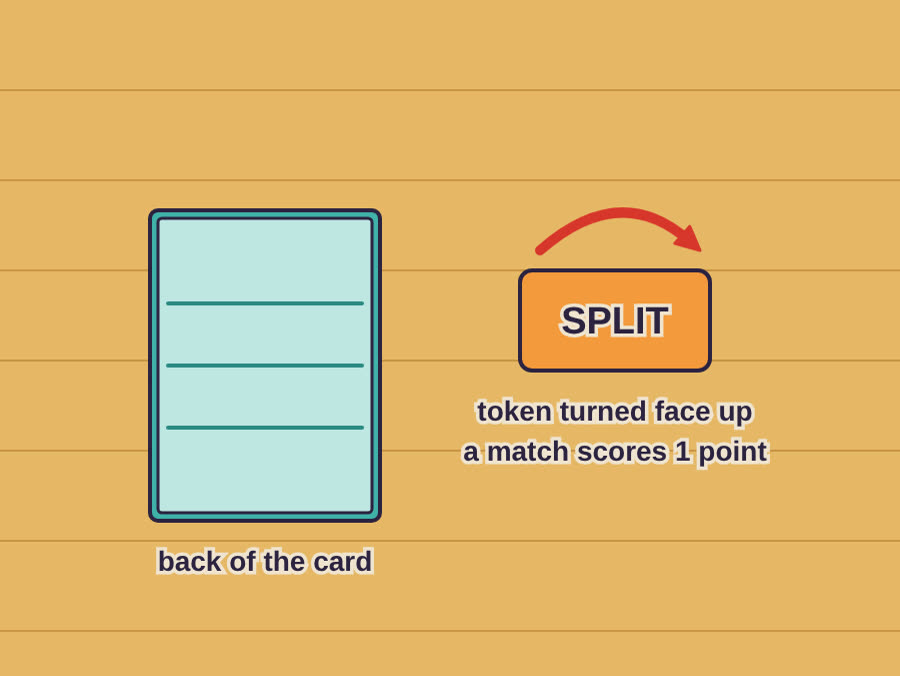 SPLIT
token turned face up
a match scores 1 point
back of the card